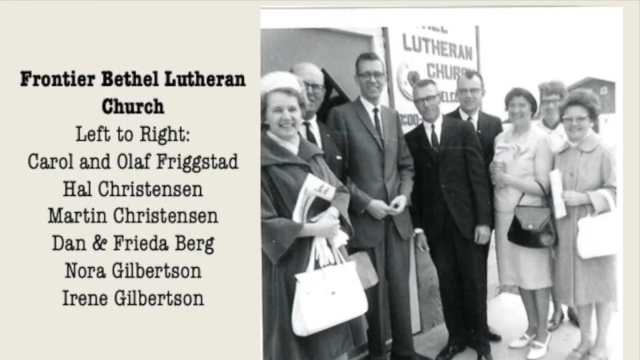 Frontier Bethel Lutheran
Church
Left to Right:
Carol and Olaf Friggstad
Hal Christensen
Martin Christensen
Dan & Frieda Berg
Nora Gilbertson
Irene Gilbertson
LUTHERAN
CHURCH